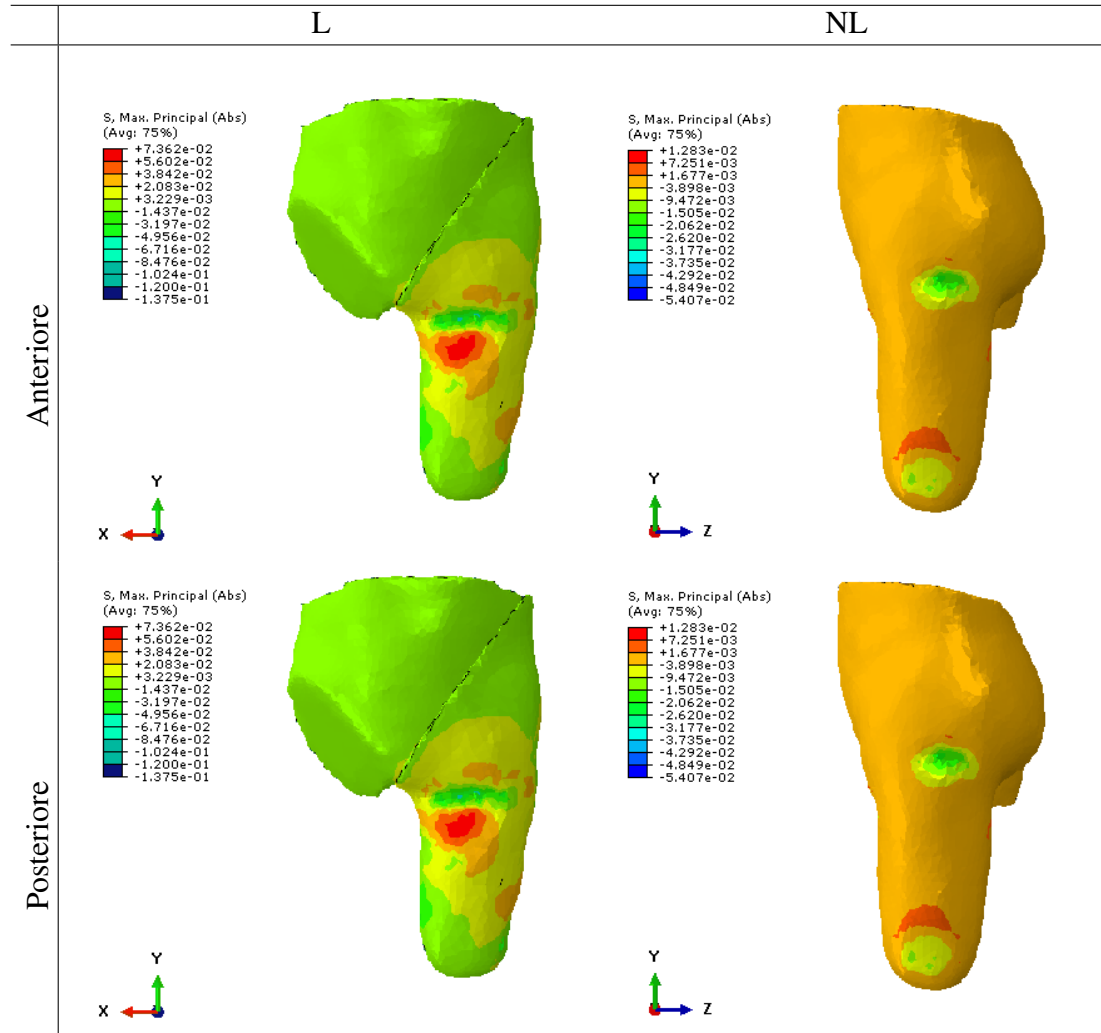 L NL
Anteriore
S, Max. Principal (Abs)
(Avg: 75%)
+7.362e-02
+5.602e-02
+3.842e-02
+2.083e-02
+3.229e-03
-1.437e-02
-3.197e-02
-4.956e-02
-6.716e-02
-8.476e-02
-1.024e-01
-1.200e-01
-1.375e-01
Y
X
S, Max. Principal (Abs)
(Avg: 75%)
+1.283e-02
+7.251e-03
+1.677e-03
-3.898e-03
-9.472e-03
-1.505e-02
-2.062e-02
-2.620e-02
-3.177e-02
-3.735e-02
-4.292e-02
-4.849e-02
-5.407e-02
Y
Z
Posteriore
S, Max. Principal (Abs)
(Avg: 75%)
+7.362e-02
+5.602e-02
+3.842e-02
+2.083e-02
+3.229e-03
-1.437e-02
-3.197e-02
-4.956e-02
-6.716e-02
-8.476e-02
-1.024e-01
-1.200e-01
-1.375e-01
Y
X
S, Max. Principal (Abs)
(Avg: 75%)
+1.283e-02
+7.251e-03
+1.677e-03
-3.898e-03
-9.472e-03
-1.505e-02
-2.062e-02
-2.620e-02
-3.177e-02
-3.735e-02
-4.292e-02
-4.849e-02
-5.407e-02
Y
Z